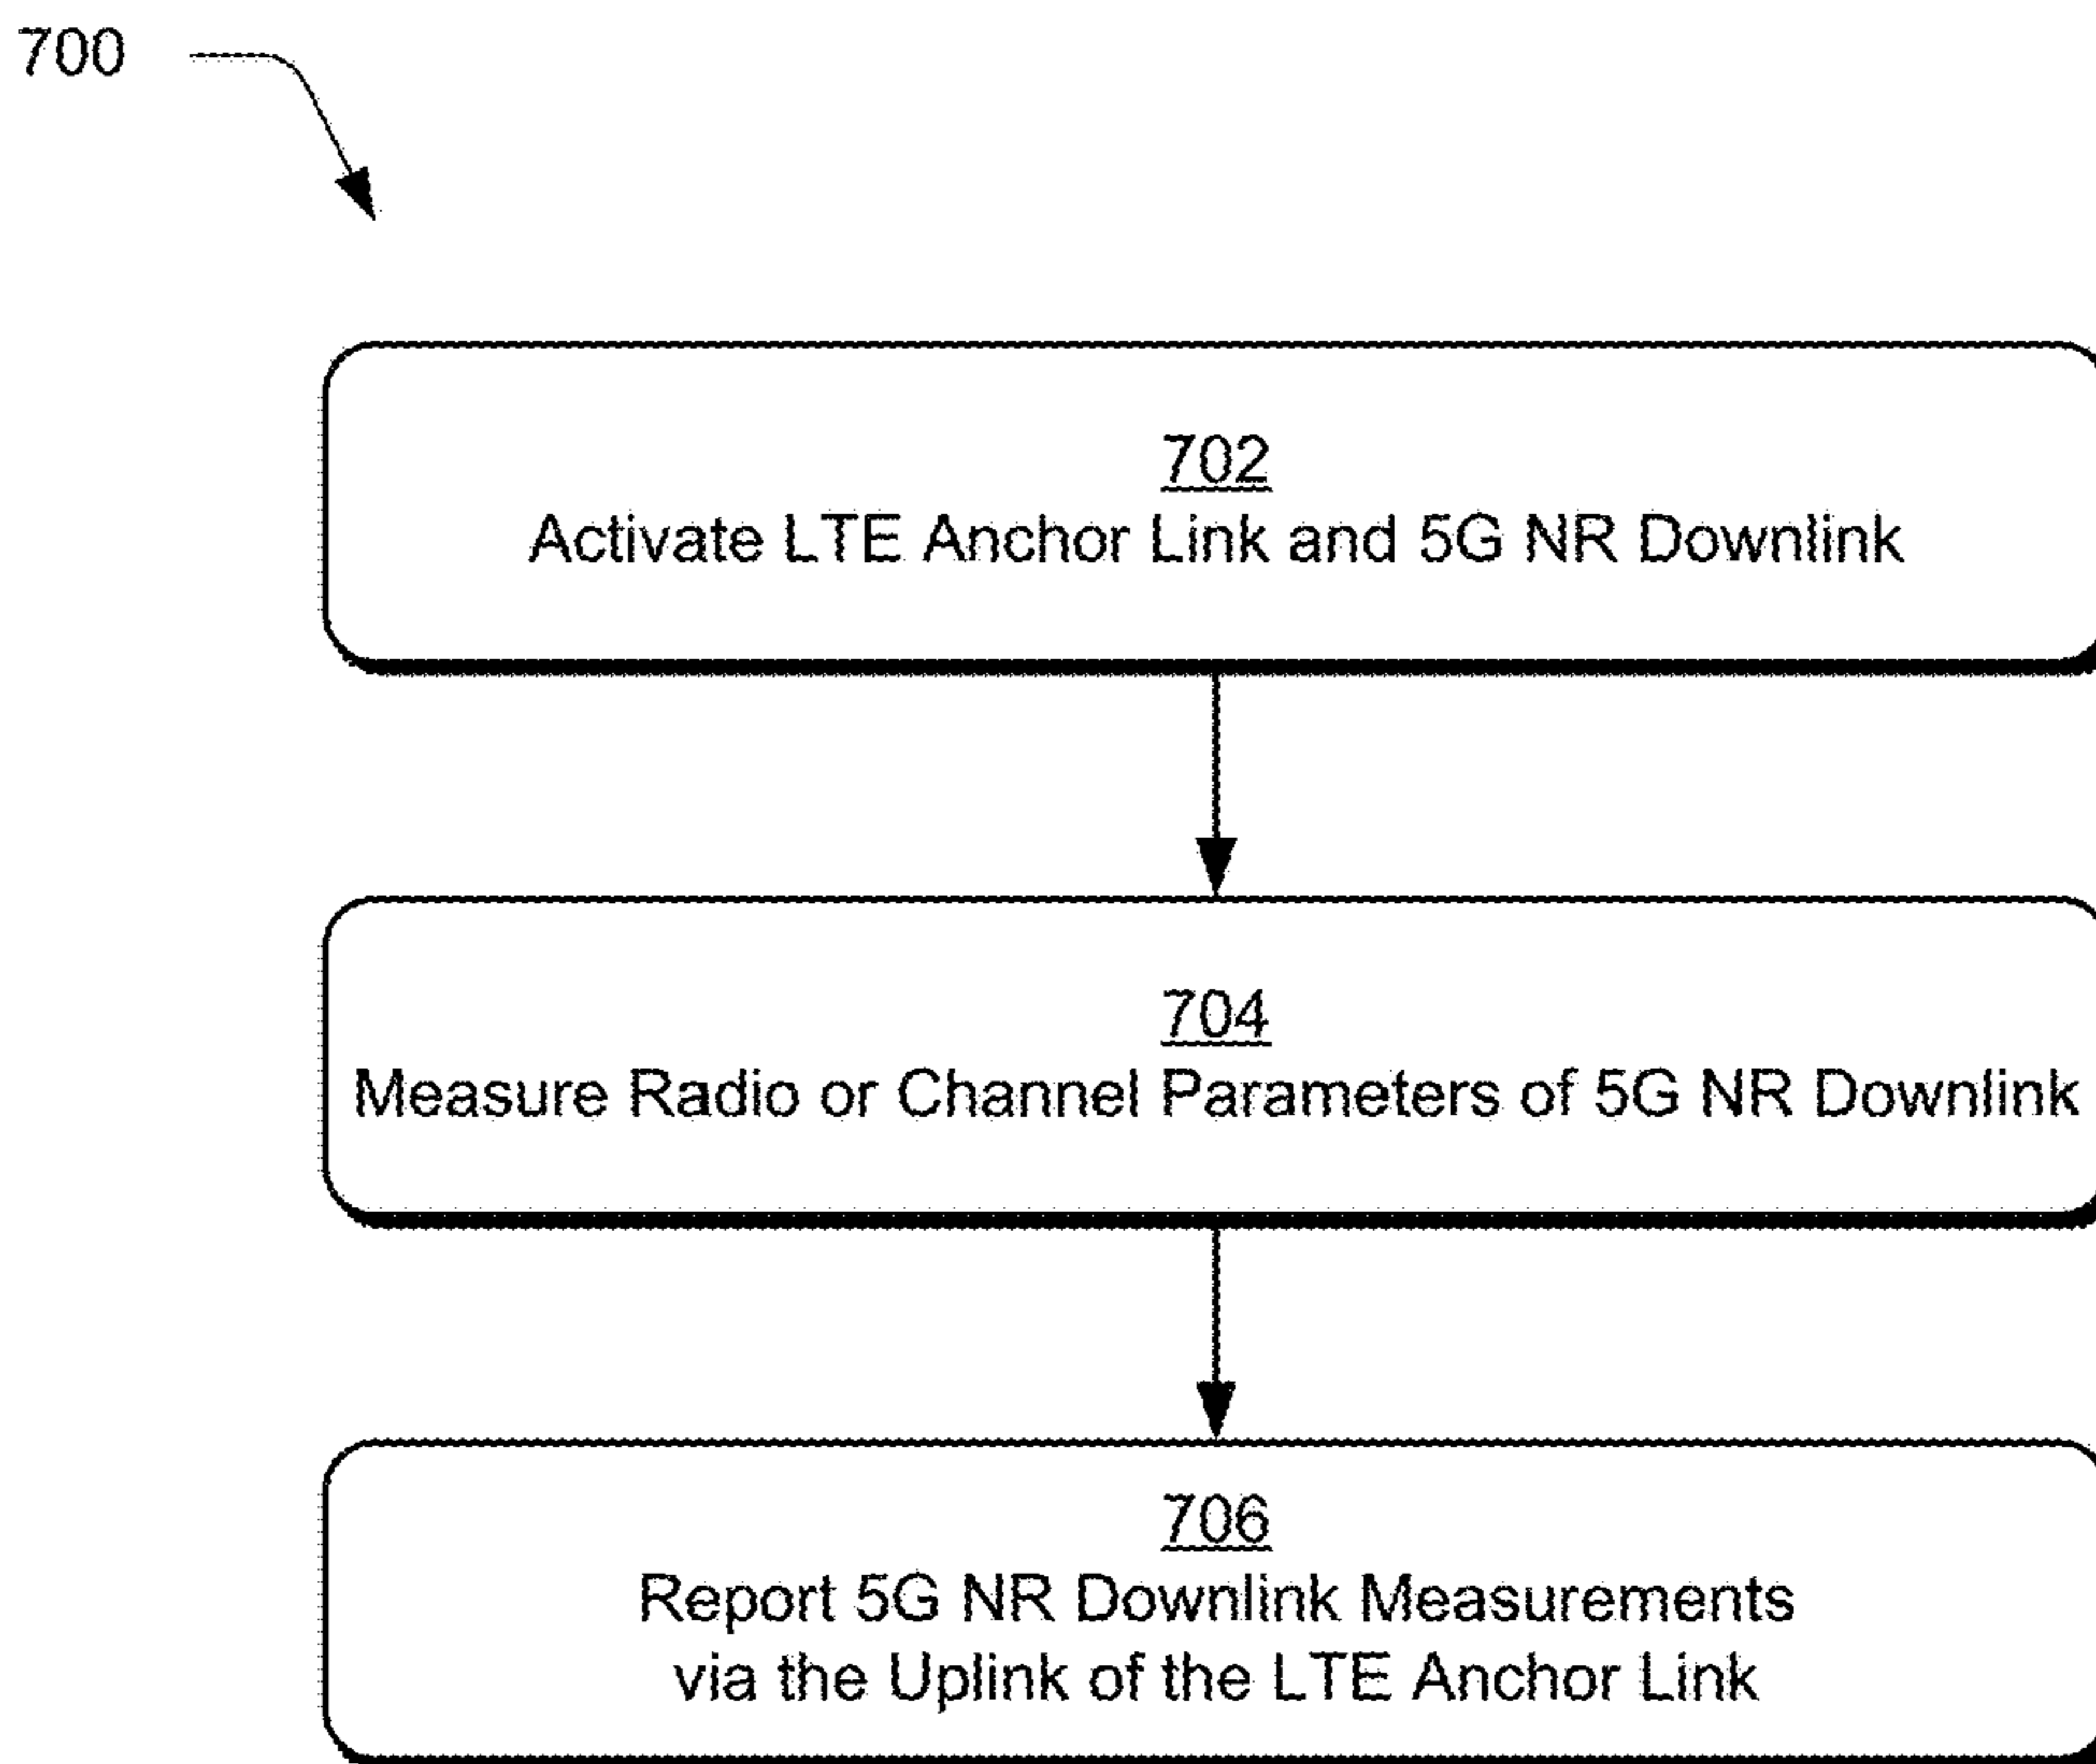 700
702
Activate LTE Anchor Link and 5G NR Downlink
704
Measure Radio or Channel Parameters of 5G NR Downlink
706
Report 5G NR Downlink Measurements
via the Uplink of the LTE Anchor Link